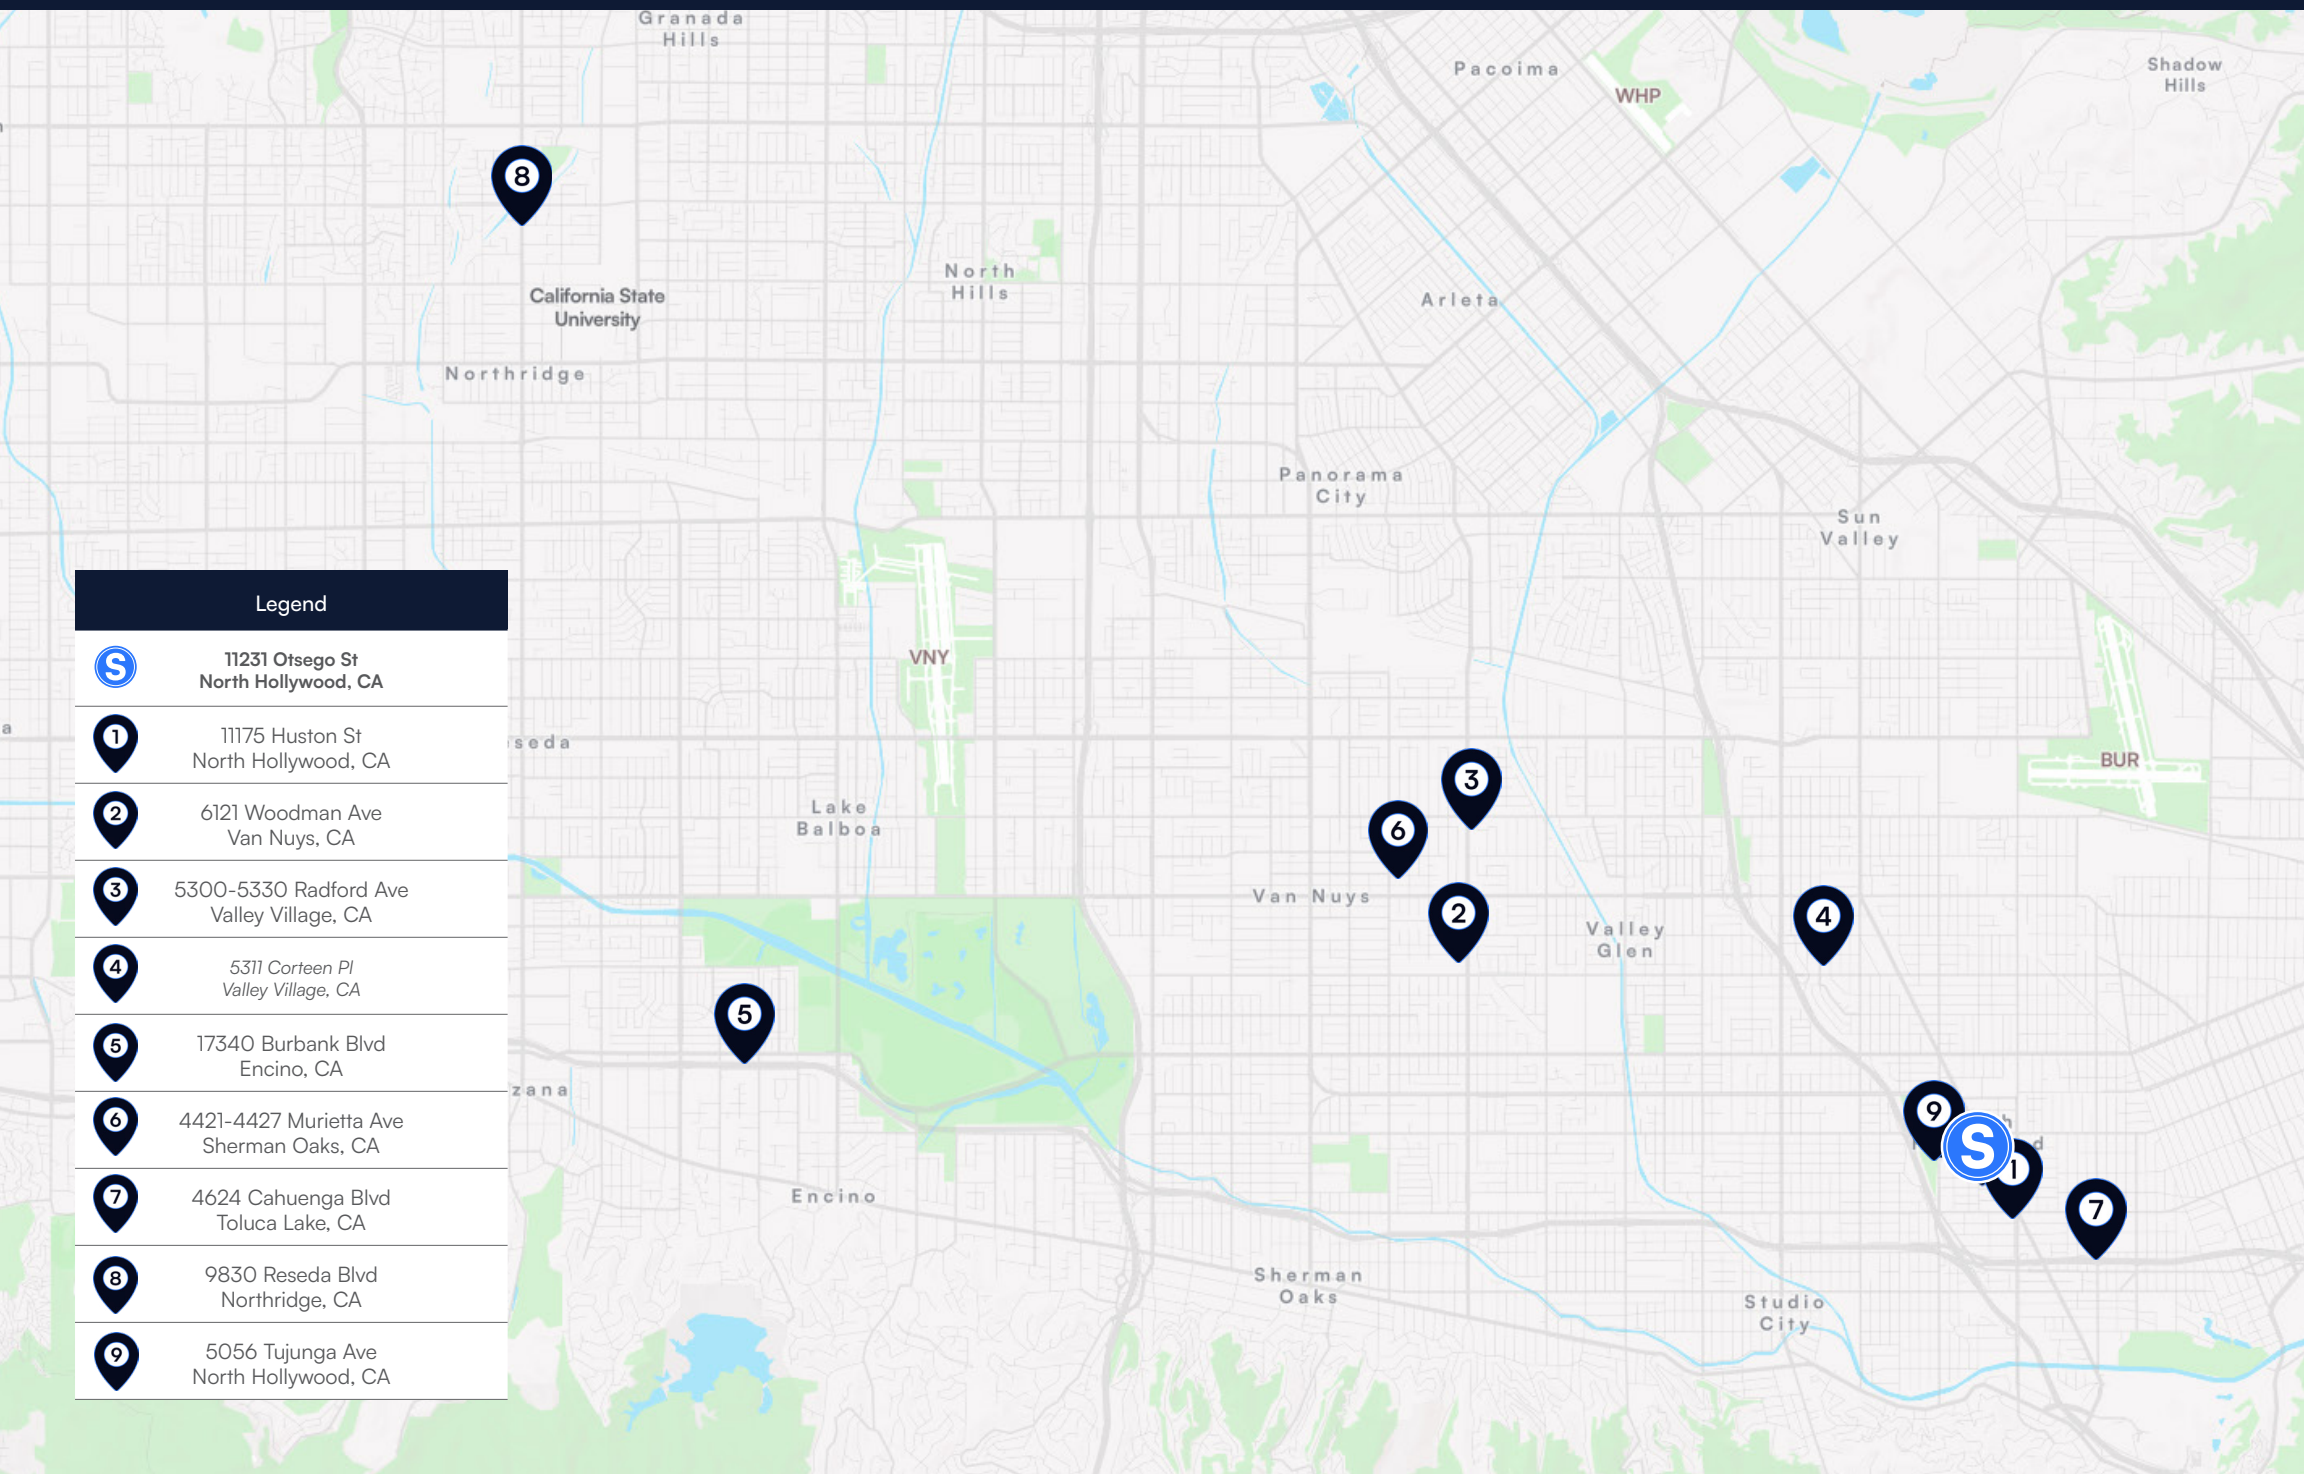 Granada
Hills
Pacoima
Shadow
Hills
WHP
8
North
Hills
California State
University
Arleta
Northridge
Panorama
City
Sun
Valley
VNY
seda
a
BUR
Lake
Balboa
3
6
Van Nuys
2
4
Valley
Glen
5
zana
9
h
d
S
1
7
Encino
Sherman
Oaks
Studio
City
Legend
S
11231 Otsego St
North Hollywood, CA
1
11175 Huston St
North Hollywood, CA
2
6121 Woodman Ave
Van Nuys, CA
3
5300-5330 Radford Ave
Valley Village, CA
4
5311 Corteen Pl
Valley Village, CA
5
17340 Burbank Blvd
Encino, CA
6
4421-4427 Murietta Ave
Sherman Oaks, CA
7
4624 Cahuenga Blvd
Toluca Lake, CA
8
9830 Reseda Blvd
Northridge, CA
9
5056 Tujunga Ave
North Hollywood, CA